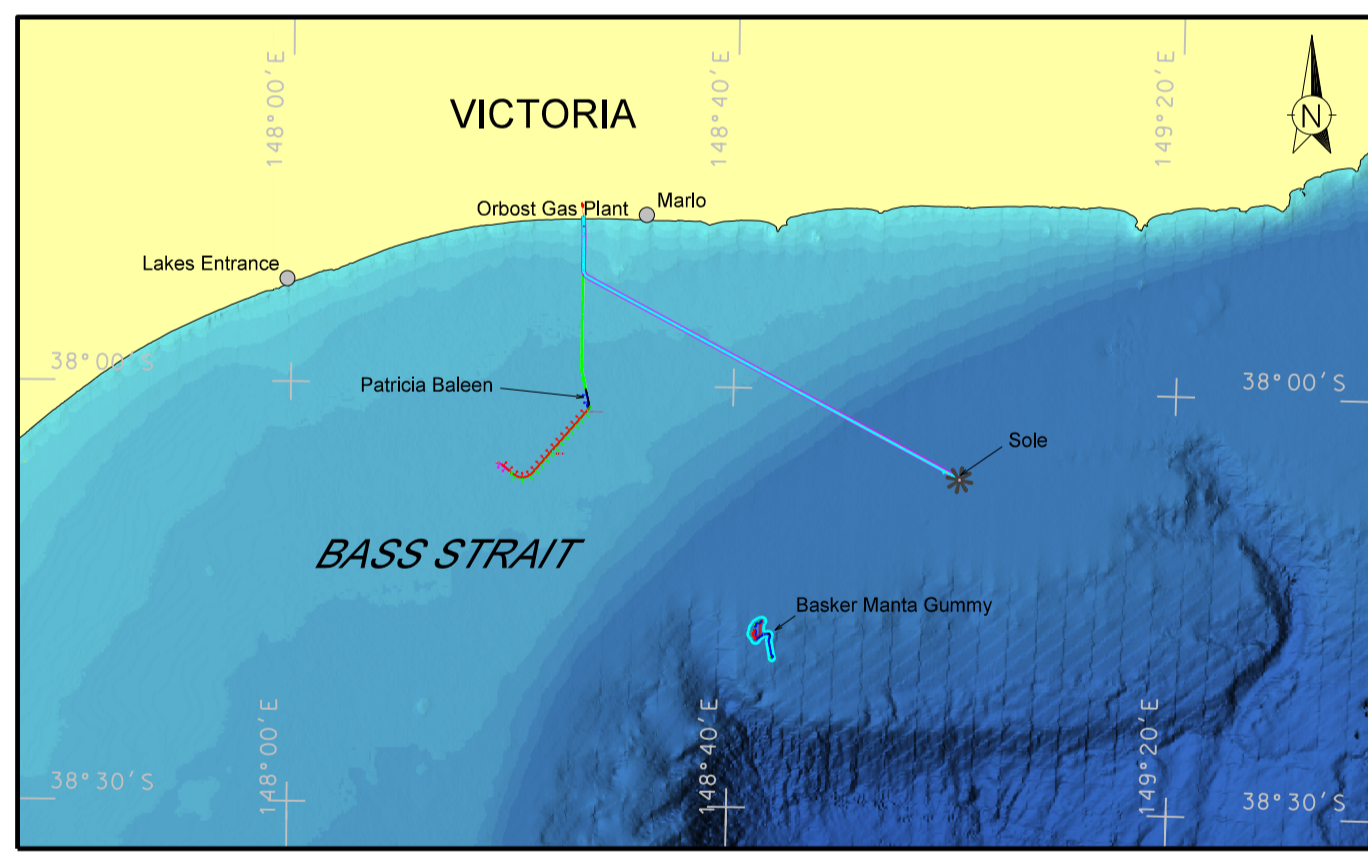 148°00'E
148°40'E
149°20'E
VICTORIA
N
Orbost Gas Plant
Marlo
Lakes Entrance
38°00'S
38°00'S
Patricia Baleen
Sole
BASS STRAIT
Basker Manta Gummy
148°00'E
148°40'E
149°20'E
38°30'S
38°30'S